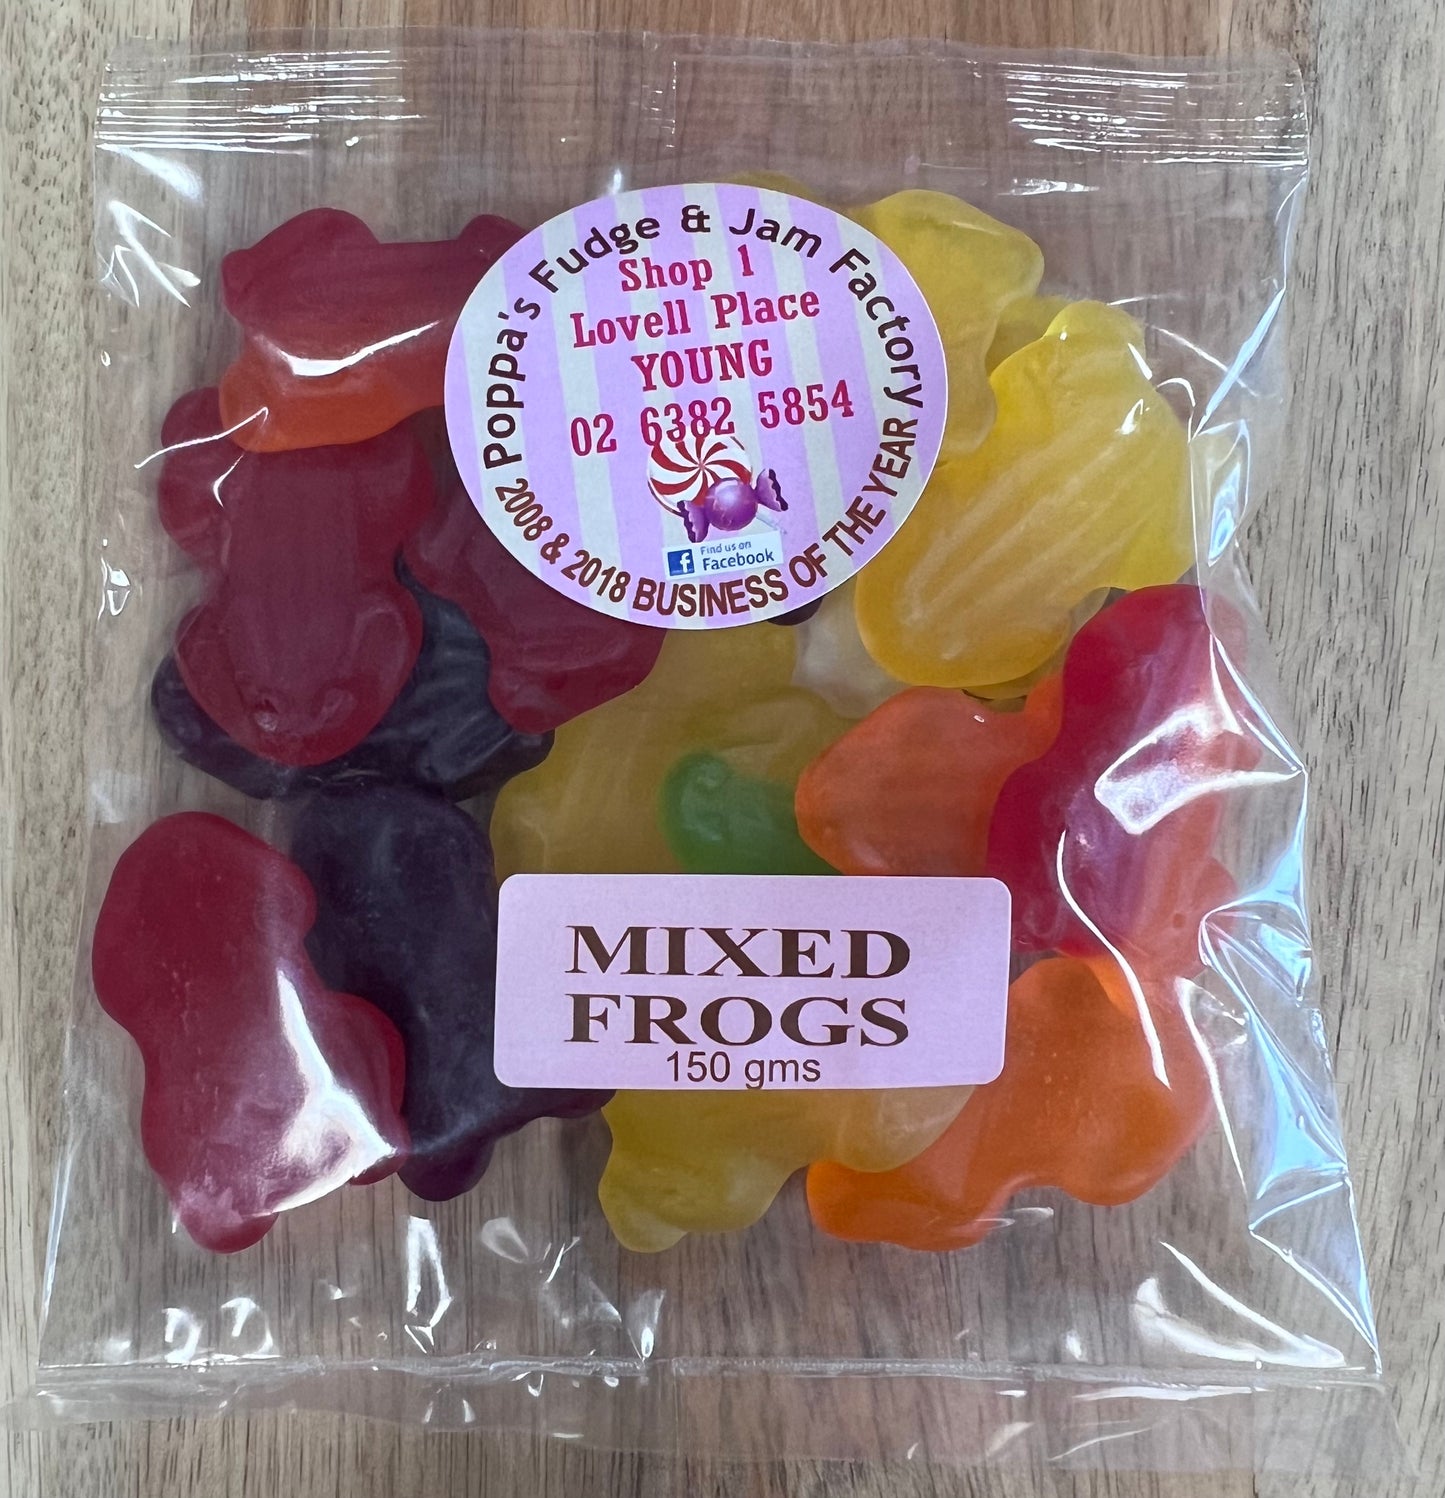 Poppa's Fudge & Jam Factory
Shop 1
Lovell Place
YOUNG
02 6382 5854
Find us on
Facebook
2008 & 2018 BUSINESS OF THE YEAR
MIXED
FROGS
150 gms